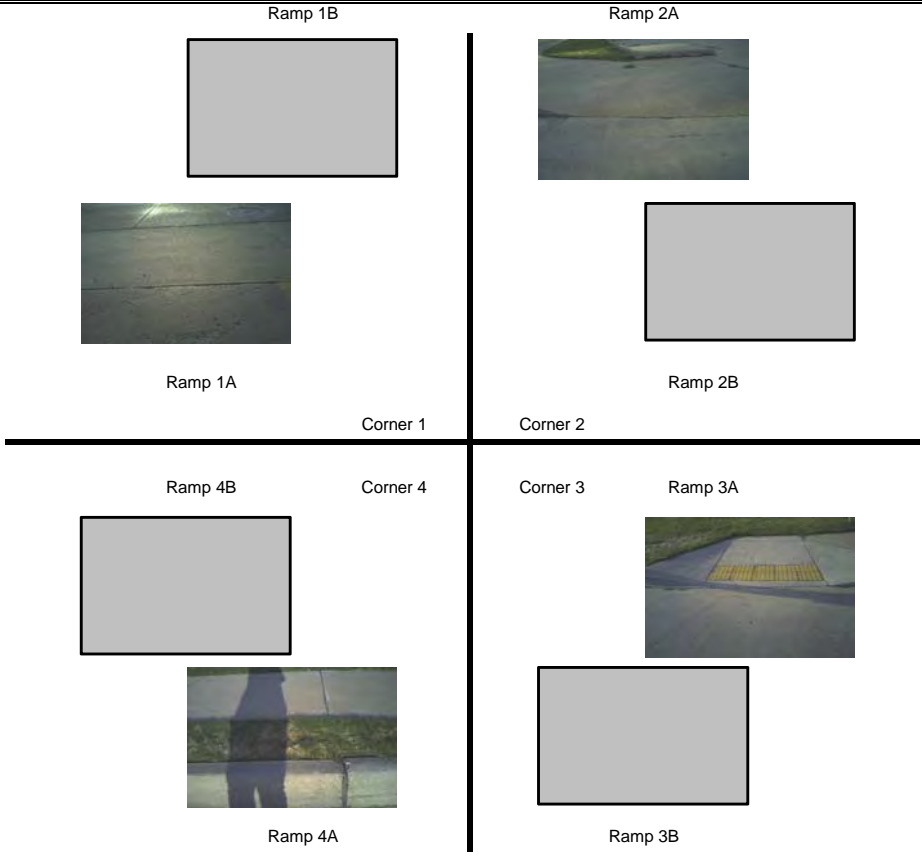 Ramp 1B
Ramp 2A
Ramp 1A
Ramp 2B
Corner 1
Corner 2
Ramp 4B
Corner 4
Corner 3
Ramp 3A
Ramp 4A
Ramp 3B